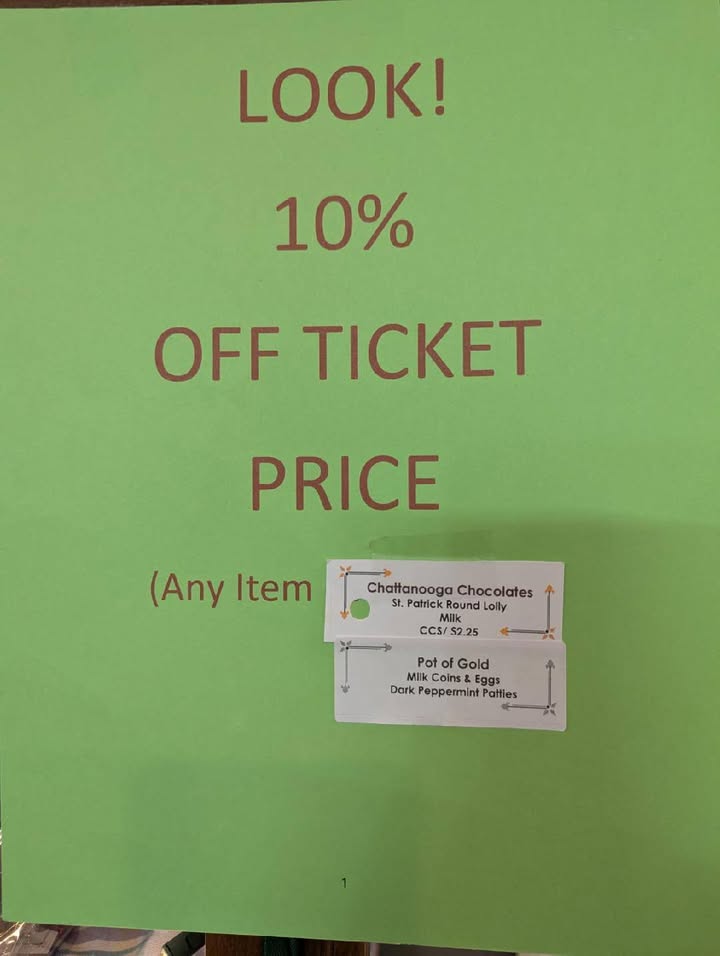 LOOK!
10%
OFF TICKET
PRICE
(Any Item
Chattanooga Chocolates
St. Patrick Round Lolly
Milk
CCS/ $2.25
Pot of Gold
Milk Coins & Eggs
Dark Peppermint Patties
1